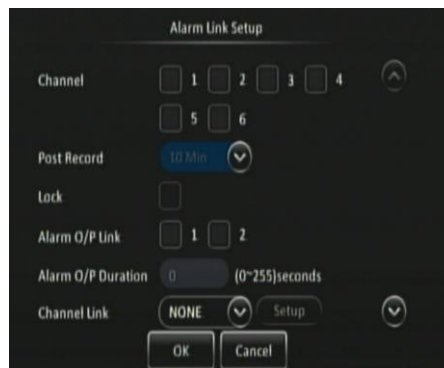 Alarm Link Setup
Channel 1 2 3 4
5 6
Post Record 10 Min
Lock
Alarm O/P Link 1 2
Alarm O/P Duration 0 (0~255)seconds
Channel Link NONE Setup
OK Cancel